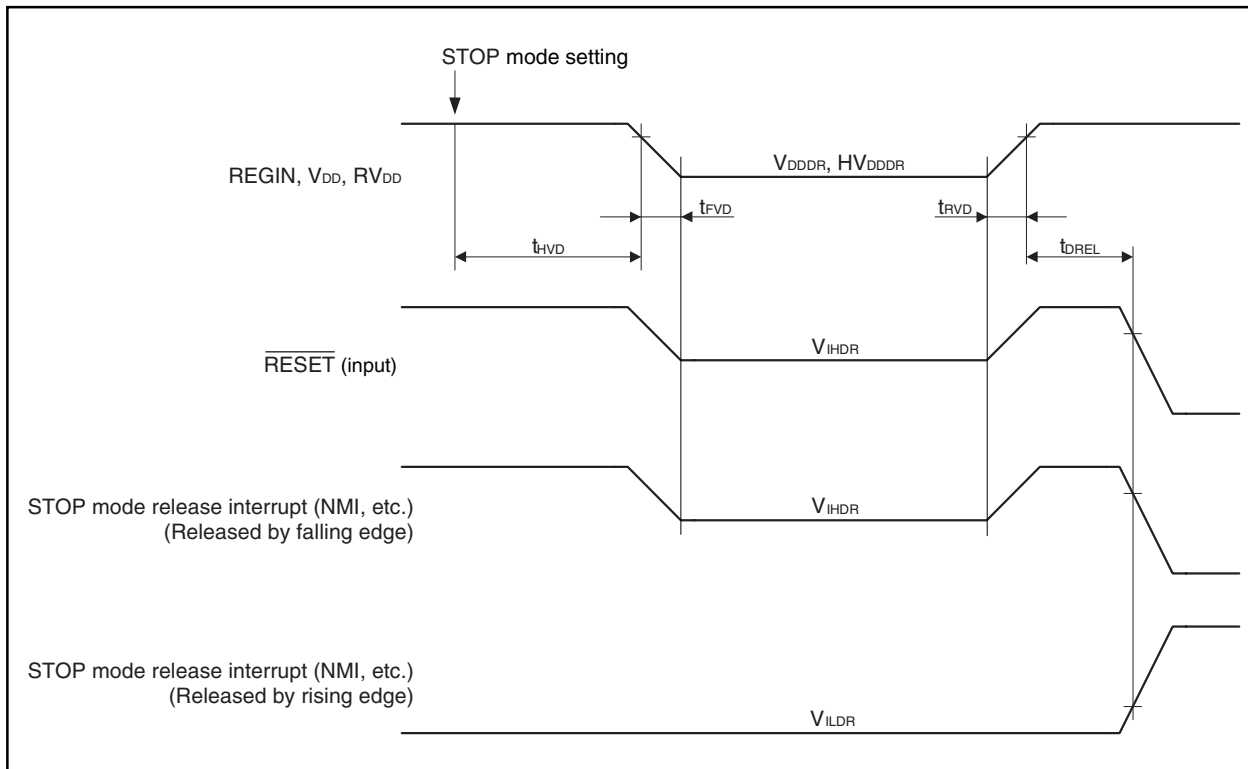 STOP mode setting
REGIN, VDD, RVDD
VDDDR, HVDDDR
tFVD
tRVD
tHVD
tDREL
RESET (input)
VIHDR
STOP mode release interrupt (NMI, etc.)
(Released by falling edge)
VIHDR
STOP mode release interrupt (NMI, etc.)
(Released by rising edge)
VILDR